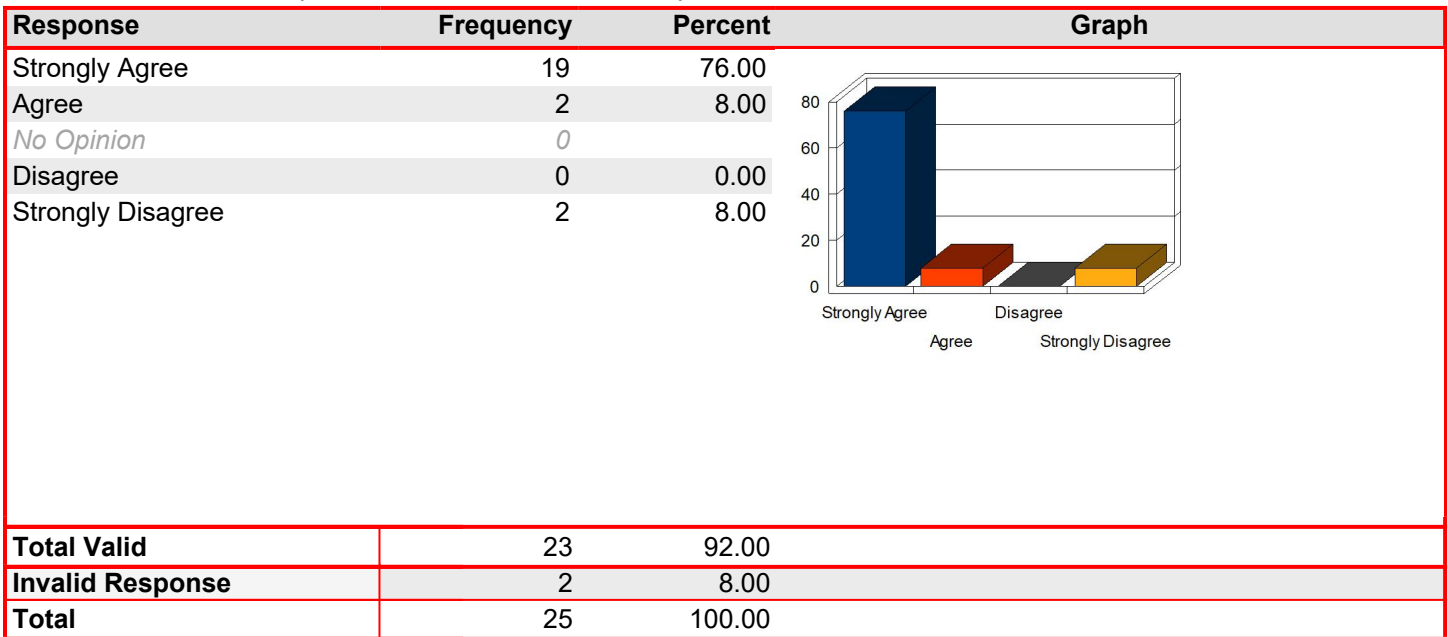 Response Frequency Percent Graph
Strongly Agree 19 76.00
Agree 2 8.00
No Opinion 0
Disagree 0 0.00
Strongly Disagree 2 8.00
80
60
40
20
0
Strongly Agree Disagree
Agree Strongly Disagree
Total Valid 23 92.00
Invalid Response 2 8.00
Total 25 100.00